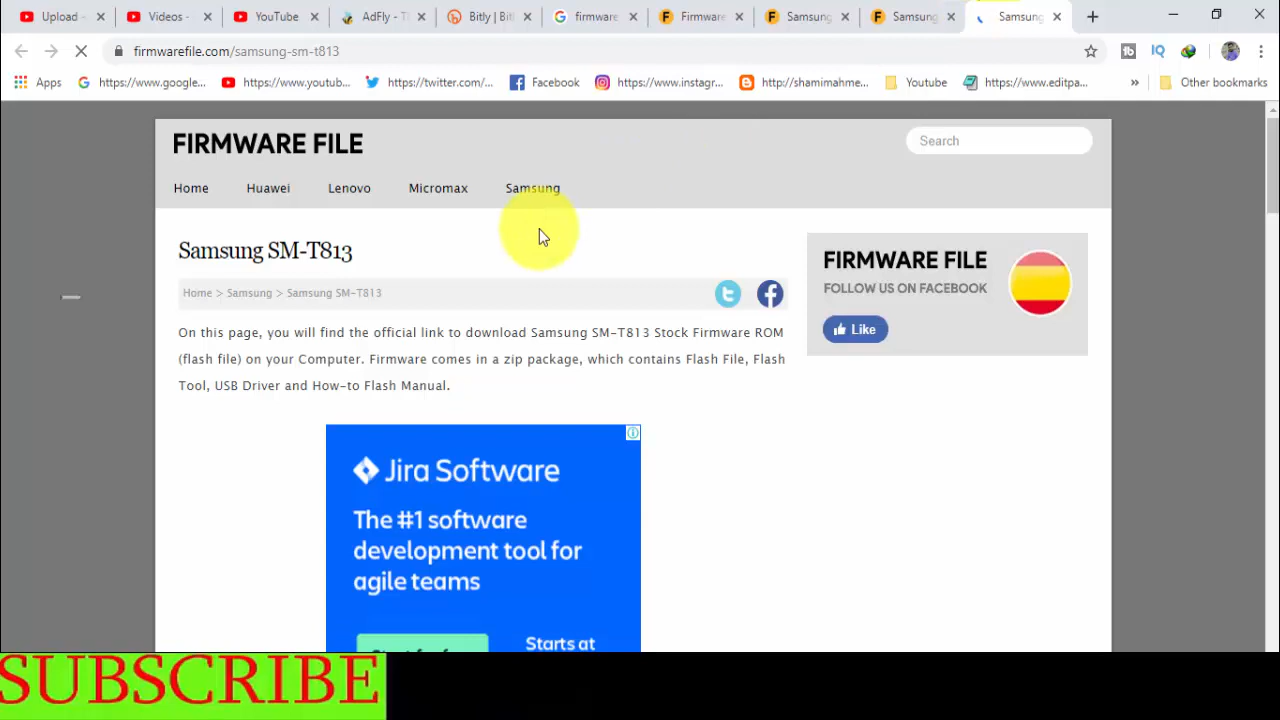 Upload -
Videos -
YouTube
AdFly - T
Bitly | Bitl
firmware
Firmware
Samsung
Samsung
Samsung
firmwarefile.com/samsung-sm-t813
IQ
Apps
https://www.google...
https://www.youtub...
https://twitter.com/...
Facebook
https://www.instagr...
http://shamimahme...
Youtube
https://www.editpa...
»
Other bookmarks
FIRMWARE FILE
Search
Home
Huawei
Lenovo
Micromax
Samsung
Samsung SM-T813
Home > Samsung > Samsung SM-T813
On this page, you will find the official link to download Samsung SM-T813 Stock Firmware ROM
(flash file) on your Computer. Firmware comes in a zip package, which contains Flash File, Flash
Tool, USB Driver and How-to Flash Manual.
FIRMWARE FILE
FOLLOW US ON FACEBOOK
Like
Jira Software
The #1 software
development tool for
agile teams
Starts at
SUBSCRIBE